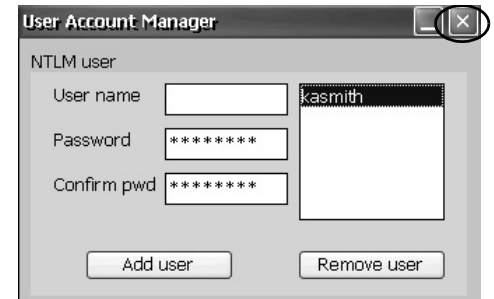 User Account Manager
NTLM user
User name
kasmith
Password ********
Confirm pwd ********
Add user Remove user